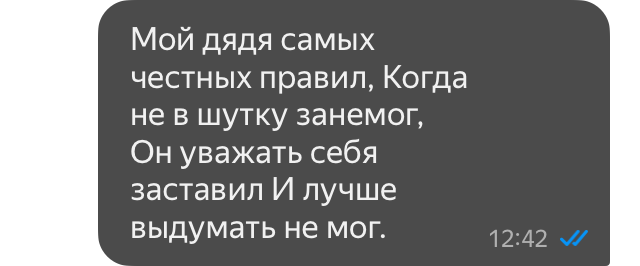 Мой дядя самых
честных правил, Когда
не в шутку занемог,
Он уважать себя
заставил И лучше
выдумать не мог.
12:42